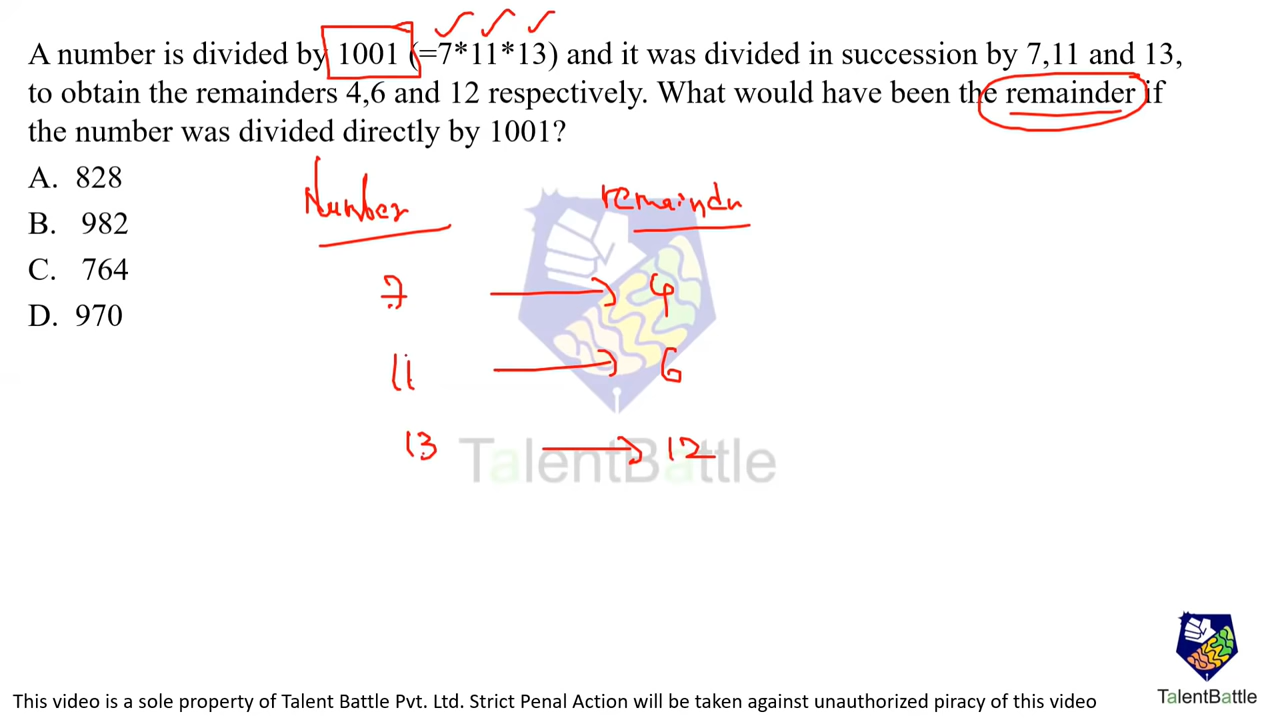 A number is divided by 1001 (=7*11*13) and it was divided in succession by 7,11 and 13,
to obtain the remainders 4,6 and 12 respectively. What would have been the remainder if
the number was divided directly by 1001?
A. 828
B. 982
C. 764
D. 970
Number remaindr
7 → 4
11 → 6
13 → 12
TalentBattle
TalentBattle
This video is a sole property of Talent Battle Pvt. Ltd. Strict Penal Action will be taken against unauthorized piracy of this video